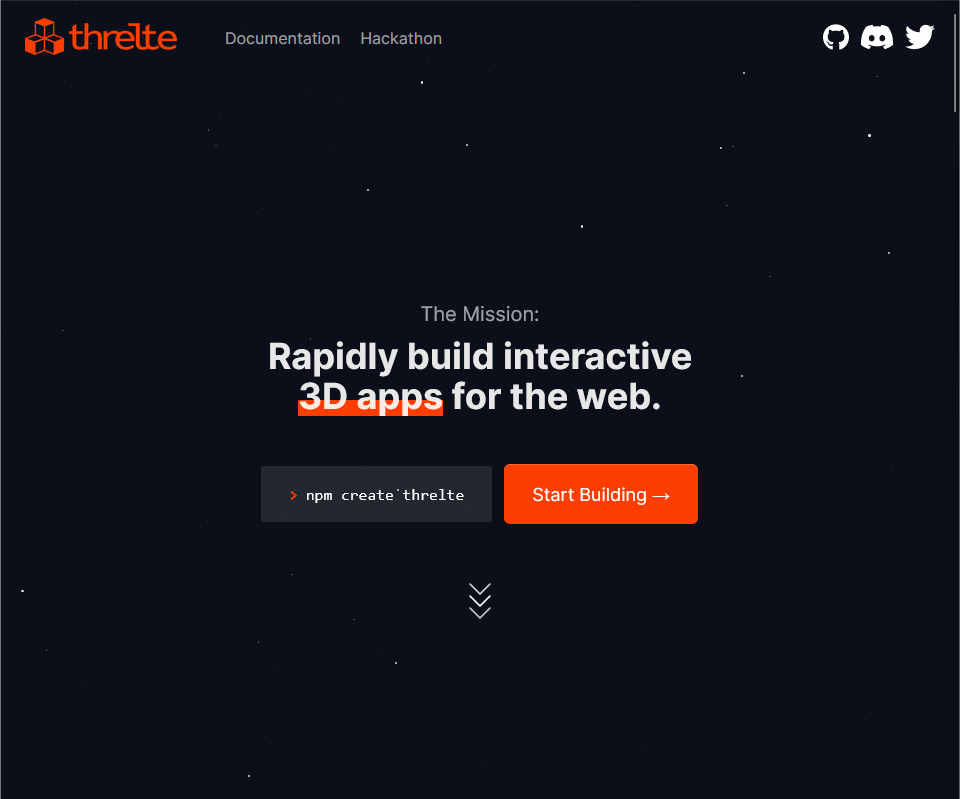 threlte
Documentation
Hackathon
The Mission:
Rapidly build interactive
3D apps for the web.
> npm create threlte
Start Building →